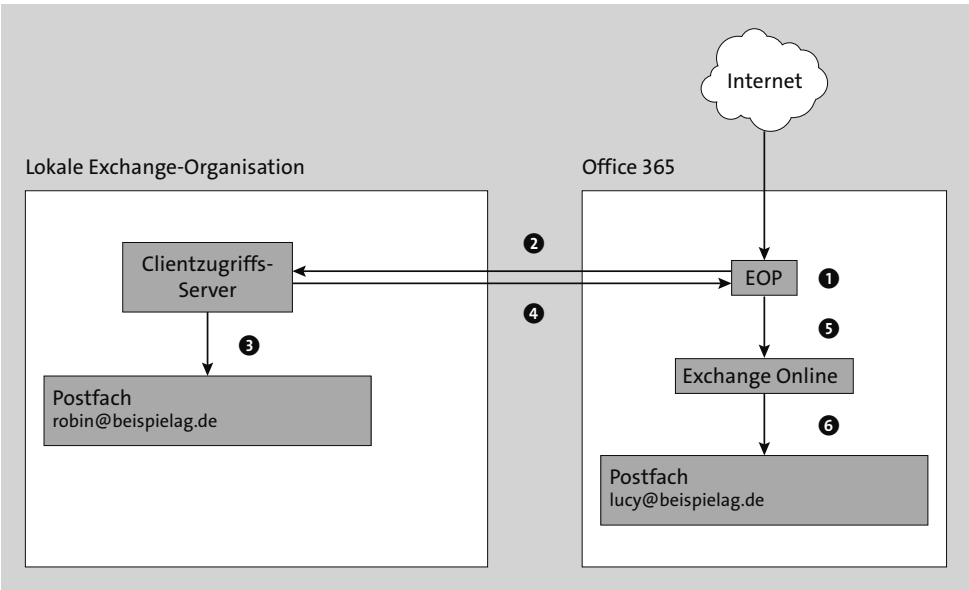 Internet
Lokale Exchange-Organisation
Office 365
Clientzugriffs-
Server
❷
EOP
❶
❹
❸
❺
Postfach
robin@beispielag.de
Exchange Online
❻
Postfach
lucy@beispielag.de